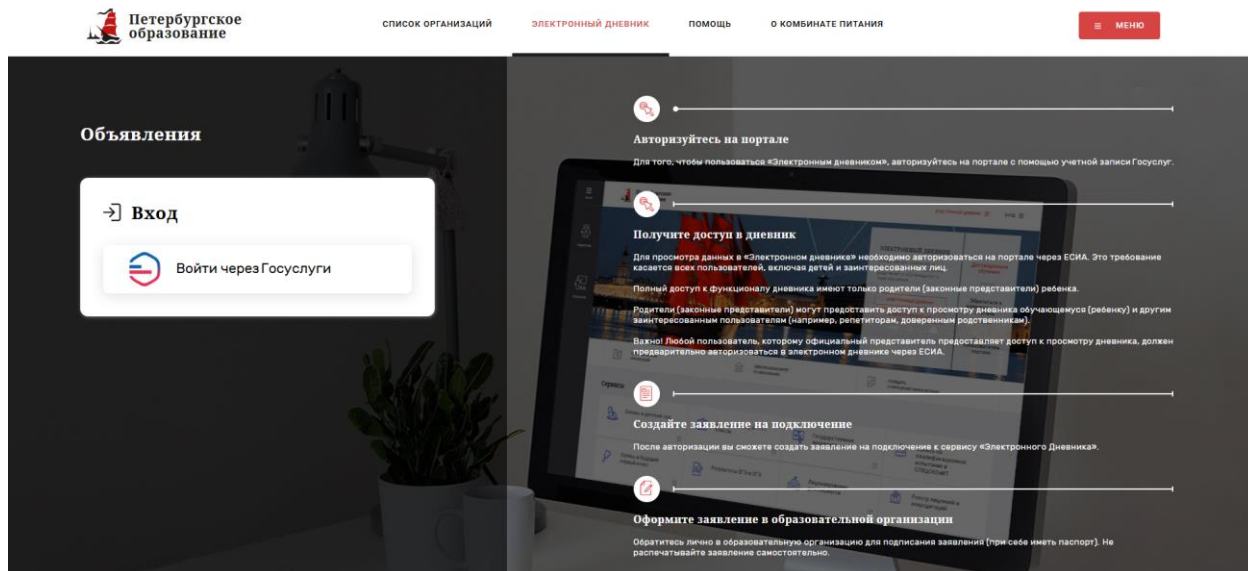 Петербургское
образование
СПИСОК ОРГАНИЗАЦИЙ
ЭЛЕКТРОННЫЙ ДНЕВНИК
ПОМОЩЬ
О КОМБИНАТЕ ПИТАНИЯ
МЕНЮ
Объявления
Вход
Войти через Госуслуги
Авторизуйтесь на портале
Для того, чтобы пользоваться «Электронным дневником», авторизуйтесь на портале с помощью учетной записи Госуслуг.
Получите доступ в дневник
Для просмотра данных в «Электронном дневнике» необходимо авторизоваться на портале через ЕСИА. Это требование
касается всех пользователей, включая детей и заинтересованных лиц.
Полный доступ к функционалу дневника имеют только родители (законные представители) ребенка.
Родители (законные представители) могут предоставить доступ к просмотру дневника обучающемуся (ребенку) и другим
заинтересованным пользователям (например, репетиторам, доверенным родственникам).
Важно! Любой пользователь, которому официальный представитель предоставляет доступ к просмотру дневника, должен
предварительно авторизоваться в электронном дневнике через ЕСИА.
Сервисы
Создайте заявление на подключение
После авторизации вы сможете создать заявление на подключение к сервису «Электронного Дневника».
Оформите заявление в образовательной организации
Обратитесь лично в образовательную организацию для подписания заявления (при себе иметь паспорт). Не
распечатывайте заявление самостоятельно.